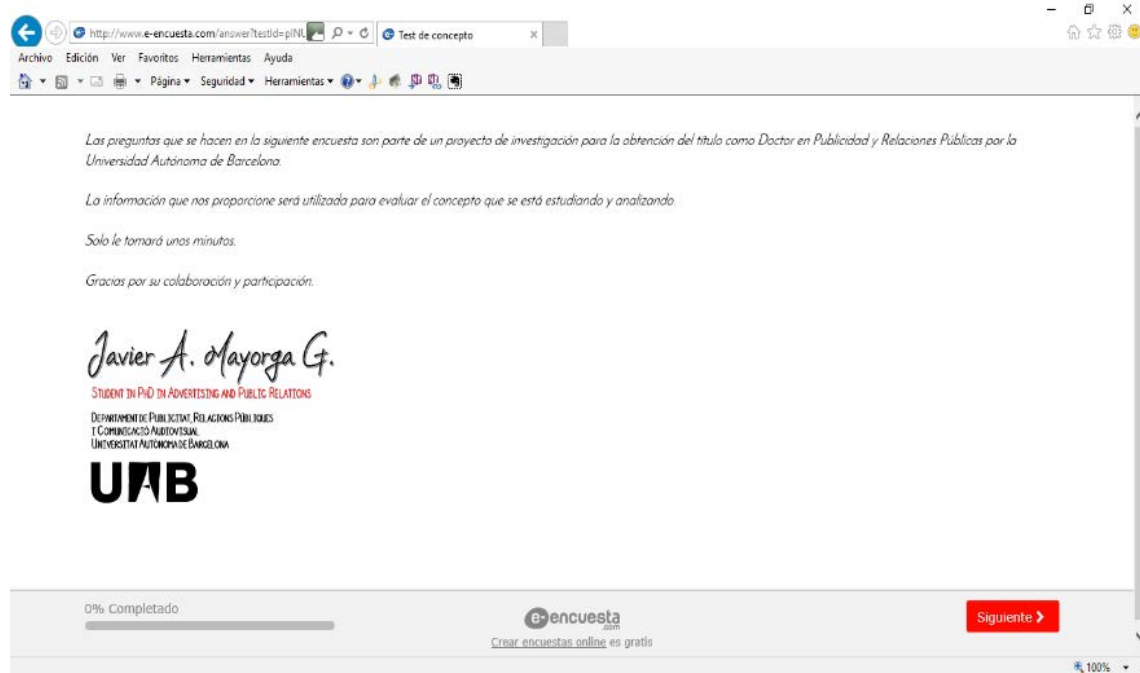 http://www.e-encuesta.com/answer?testId=
Test de concepto
Archivo Edición Ver Favoritos Herramientas Ayuda
Página Seguridad Herramientas
Las preguntas que se hacen en la siguiente encuesta son parte de un proyecto de investigación para la obtención del título como Doctor en Publicidad y Relaciones Públicas por la
Universidad Autónoma de Barcelona.
La información que nos proporcione será utilizada para evaluar el concepto que se está estudiando y analizando.
Solo le tomará unos minutos.
Gracias por su colaboración y participación.
Javier A. Mayorga G.
STUDENT IN PHD IN ADVERTISING AND PUBLIC RELATIONS
DEPARTAMENT DE PUBLICITAT, RELACIONS PÚBLIQUES
I COMUNICACIÓ AUDIOVISUAL
UNIVERSITAT AUTÒNOMA DE BARCELONA
UAB
0% Completado
e-encuesta
.com
Siguiente
Crear encuestas online es gratis
100%